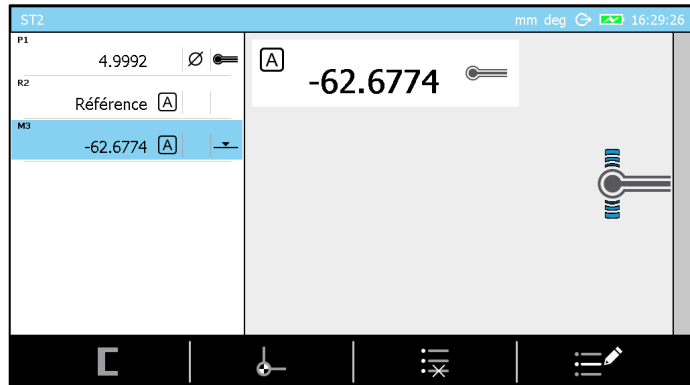 ST2
mm deg 16:29:26
P1
4.9992 Ø
R2
Référence A
M3
-62.6774 A
A
-62.6774